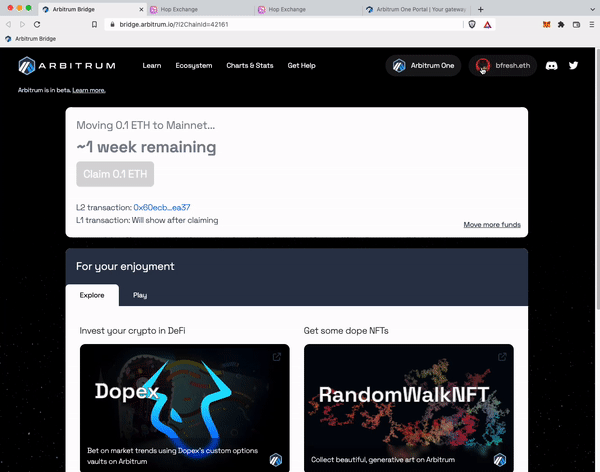 Arbitrum Bridge
Hop Exchange
Hop Exchange
Arbitrum One Portal | Your gateway
bridge.arbitrum.io/?l2ChainId=42161
Arbitrum Bridge
ARBITRUM
Learn
Ecosystem
Charts & Stats
Get Help
Arbitrum One
bfresh.eth
Arbitrum is in beta. Learn more.
Moving 0.1 ETH to Mainnet...
~1 week remaining
Claim 0.1 ETH
L2 transaction: 0x60ecb...ea37
L1 transaction: Will show after claiming
Move more funds
For your enjoyment
Explore
Play
Invest your crypto in DeFi
Get some dope NFTs
Dopex
RandomWalkNFT
Bet on market trends using Dopex's custom options
vaults on Arbitrum
Collect beautiful, generative art on Arbitrum